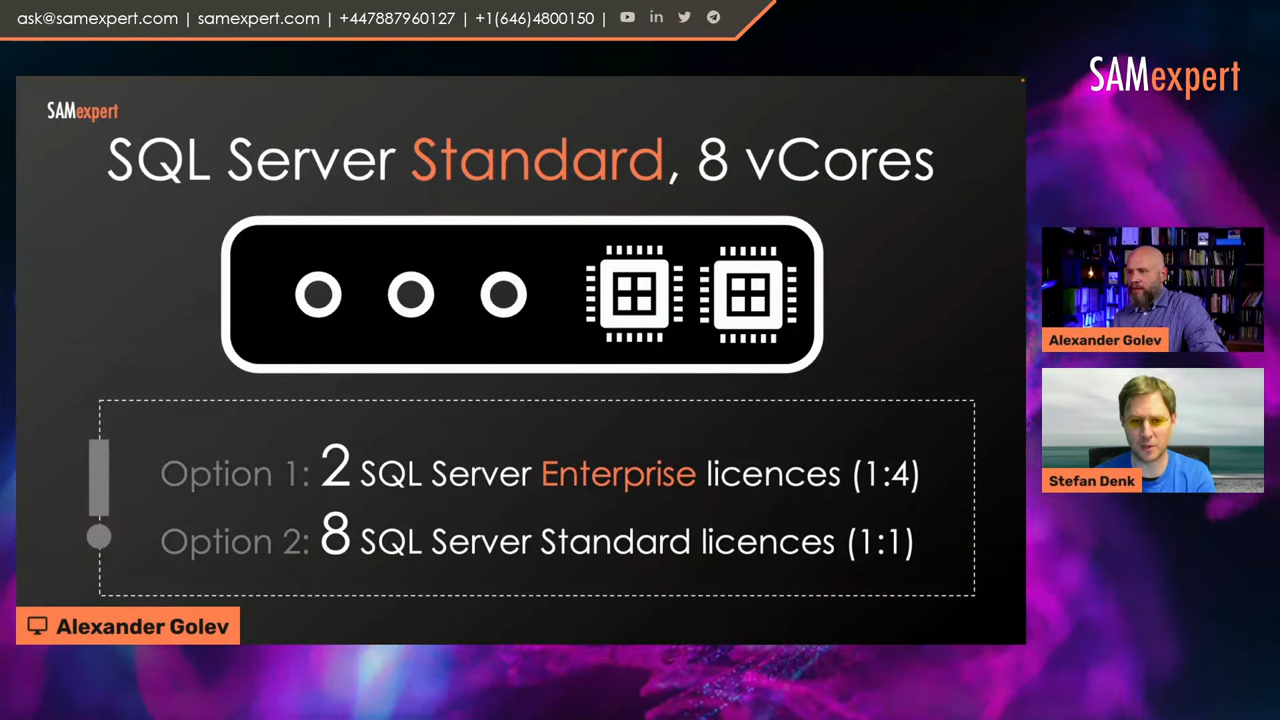 ask@samexpert.com | samexpert.com | +447887960127 | +1(646)4800150 |
SAMexpert
SAMexpert
SQL Server Standard, 8 vCores
Option 1: 2 SQL Server Enterprise licences (1:4)
Option 2: 8 SQL Server Standard licences (1:1)
Alexander Golev
Alexander Golev
Stefan Denk